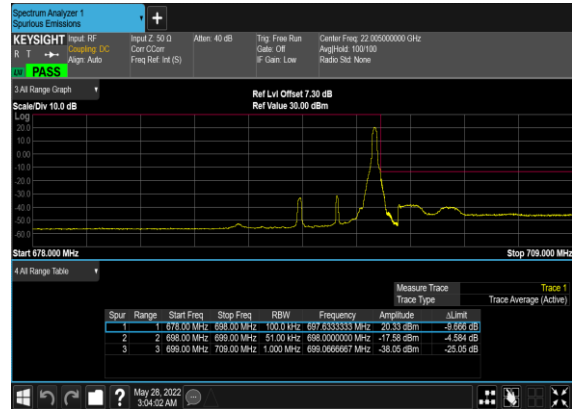 Spectrum Analyzer 1
Spurious Emissions
+
KEYSIGHT Input: RF Input Z: 50 Ω Atten: 40 dB Trig: Free Run Center Freq: 22.005000000 GHz
R T Coupling: DC Corr CCorr Gate: Off Avg|Hold: 100/100
Align: Auto Freq Ref: Int (S) IF Gain: Low Radio Std: None
PASS
3 All Range Graph
Ref Lvl Offset 7.30 dB
Scale/Div 10.0 dB Ref Value 30.00 dBm
Log
20.0
10.0
0.00
-10.0
-20.0
-30.0
-40.0
-50.0
-60.0
Start 678.000 MHz Stop 709.000 MHz
4 All Range Table
Measure Trace Trace 1
Trace Type Trace Average (Active)
Spur Range Start Freq Stop Freq RBW Frequency Amplitude ΔLimit
1 1 678.00 MHz 698.00 MHz 100.0 kHz 697.6333333 MHz 20.33 dBm -9.666 dB
2 2 698.00 MHz 699.00 MHz 51.00 kHz 698.0000000 MHz -17.58 dBm -4.584 dB
3 3 699.00 MHz 709.00 MHz 1.000 MHz 699.0666667 MHz -38.05 dBm -25.05 dB
? May 28, 2022
3:04:02 AM